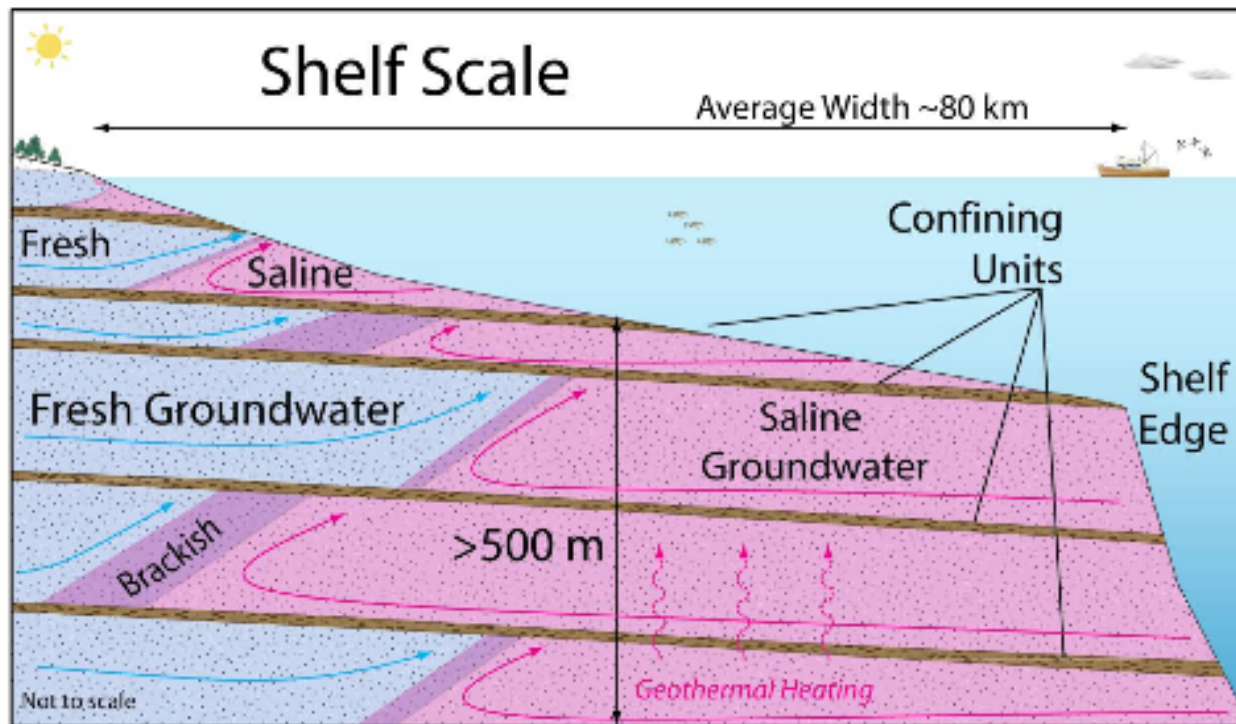 Shelf Scale
Average Width ~80 km
Confining
Units
Fresh
Saline
Shelf
Edge
Fresh Groundwater
Saline
Groundwater
>500 m
Brackish
Geothermal Heating
Not to scale